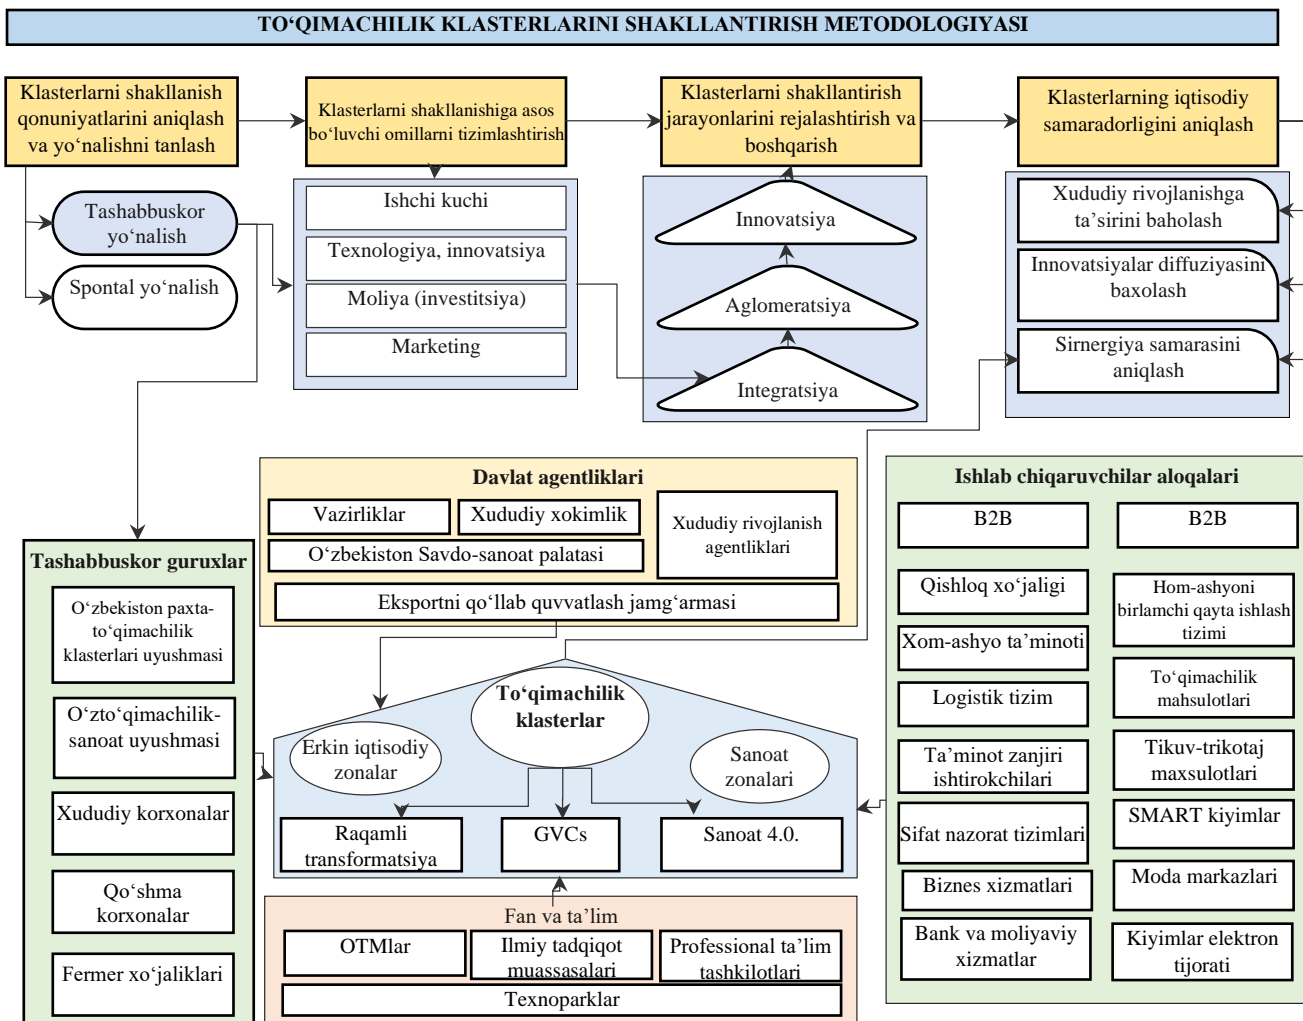 TO‘QIMACHILIK KLASTERLARINI SHAKLLANTIRISH METODOLOGIYASI
Klasterlarni shakllanish
qonuniyatlarini aniqlash
va yo‘nalishni tanlash
Klasterlarni shakllanishiga asos
bo‘luvchi omillarni tizimlashtirish
Klasterlarni shakllantirish
jarayonlarini rejalashtirish va
boshqarish
Klasterlarning iqtisodiy
samaradorligini aniqlash
Tashabbuskor
yo‘nalish
Spontal yo‘nalish
Ishchi kuchi
Texnologiya, innovatsiya
Moliya (investitsiya)
Marketing
Innovatsiya
Aglomeratsiya
Integratsiya
Xududiy rivojlanishga
ta’sirini baholash
Innovatsiyalar diffuziyasini
baxolash
Sirnergiya samarasini
aniqlash
Tashabbuskor guruxlar
O‘zbekiston paxta-
to‘qimachilik
klasterlari uyushmasi
O‘zto‘qimachilik-
sanoat uyushmasi
Xududiy korxonalar
Qo‘shma
korxonalar
Fermer xo‘jaliklari
Davlat agentliklari
Vazirliklar
Xududiy xokimlik
Xududiy rivojlanish
agentliklari
O‘zbekiston Savdo-sanoat palatasi
Eksportni qo‘llab quvvatlash jamg‘armasi
To‘qimachilik
klasterlar
Erkin iqtisodiy
zonalar
Sanoat
zonalari
Raqamli
transformatsiya
GVCs
Sanoat 4.0.
Fan va ta’lim
OTMlar
Ilmiy tadqiqot
muassasalari
Professional ta’lim
tashkilotlari
Texnoparklar
Ishlab chiqaruvchilar aloqalari
B2B
Qishloq xo‘jaligi
Xom-ashyo ta’minoti
Logistik tizim
Ta’minot zanjiri
ishtirokchilari
Sifat nazorat tizimlari
Biznes xizmatlari
Bank va moliyaviy
xizmatlar
B2B
Hom-ashyoni
birlamchi qayta ishlash
tizimi
To‘qimachilik
mahsulotlari
Tikuv-trikotaj
maxsulotlari
SMART kiyimlar
Moda markazlari
Kiyimlar elektron
tijorati